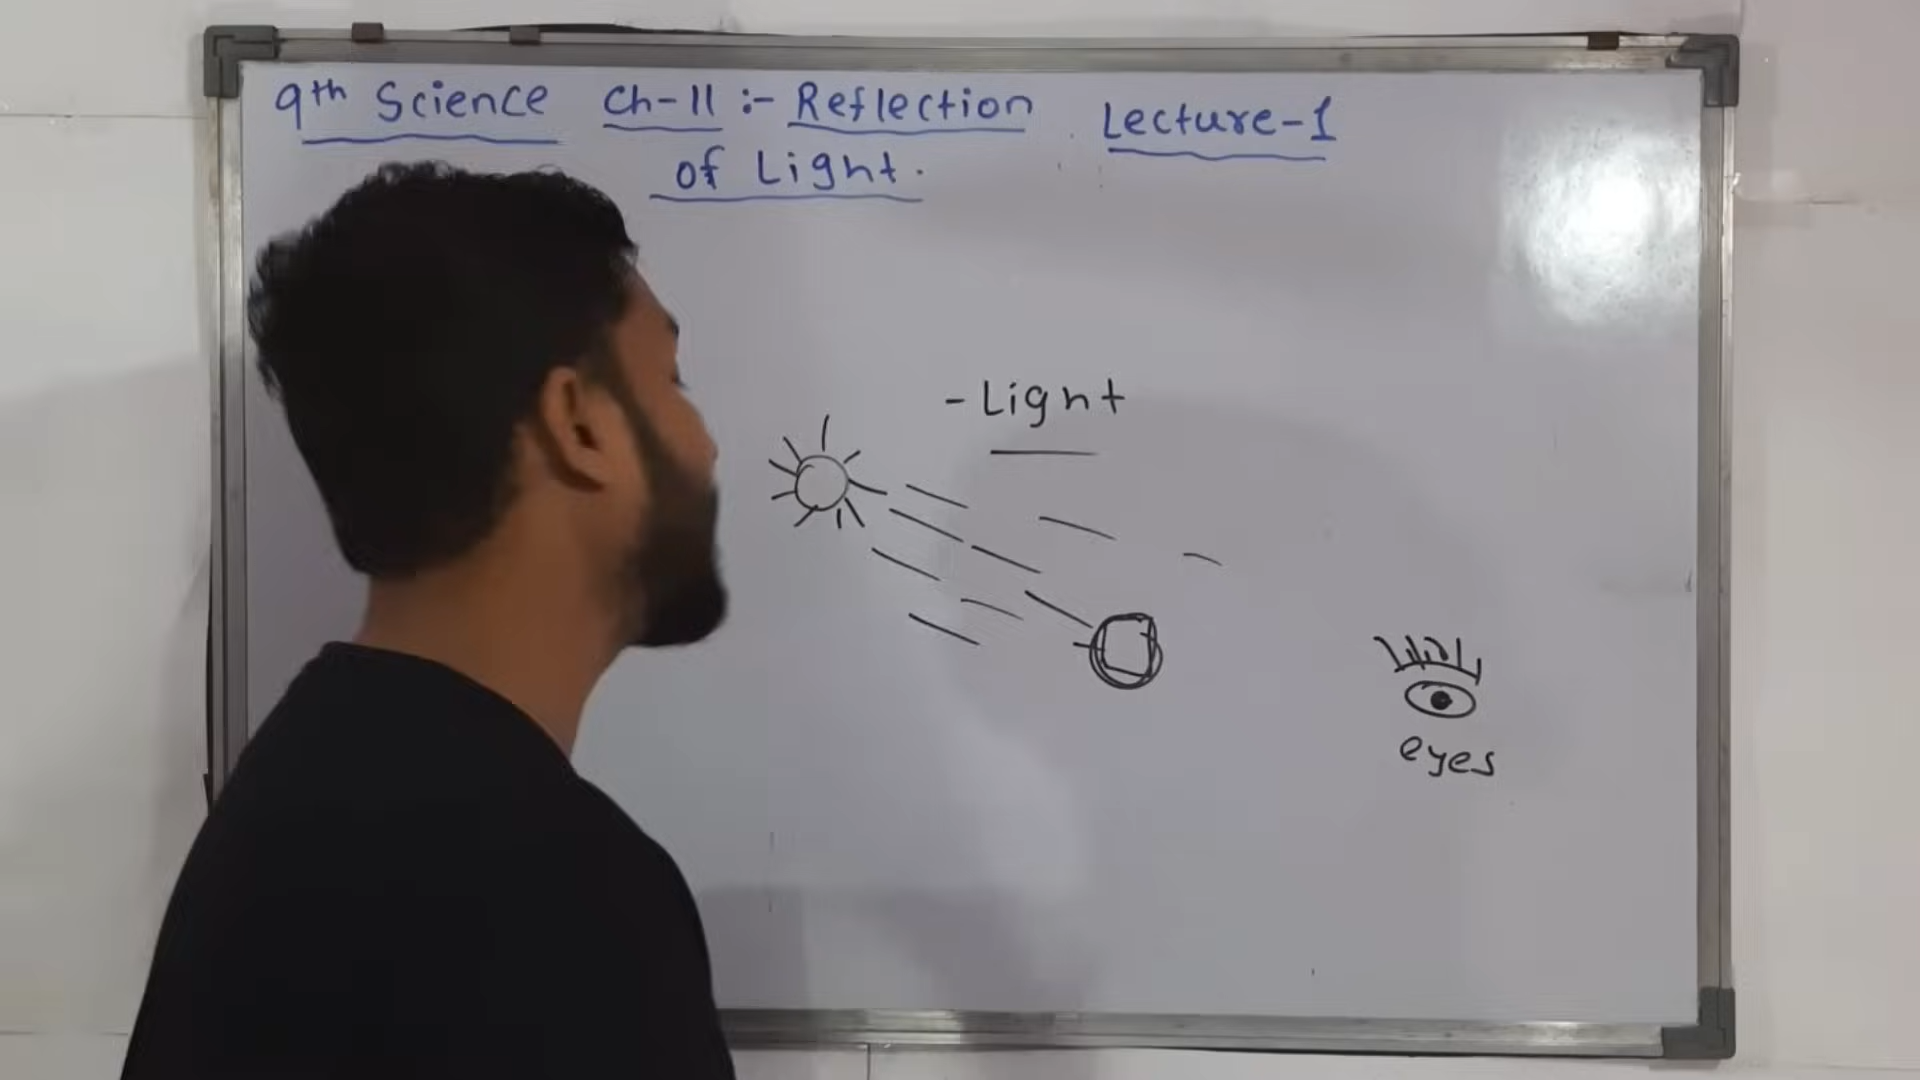 9th Science Ch-11 :- Reflection Lecture-1
of Light.
- Light
eyes